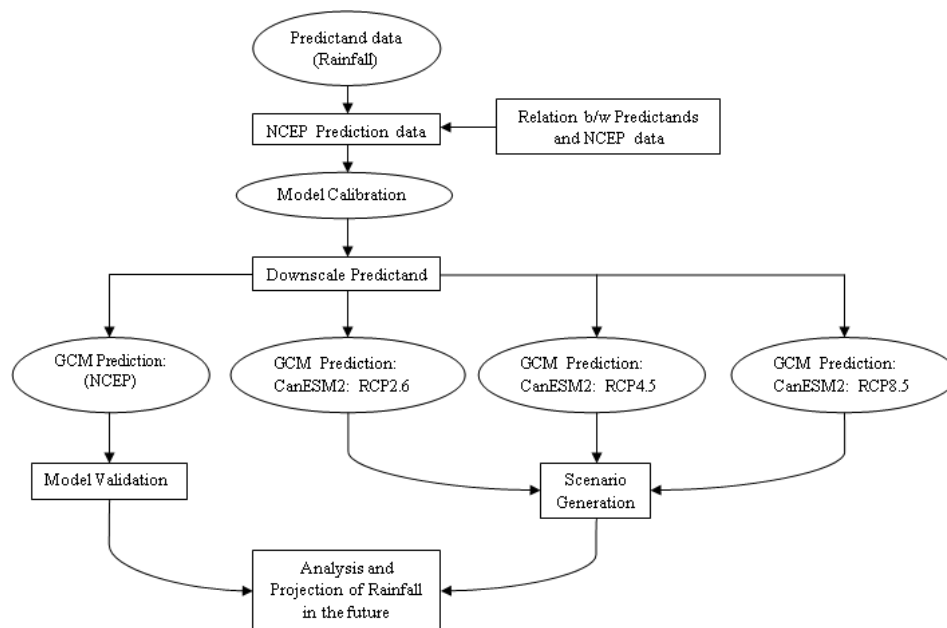 Predictand data
(Rainfall)
NCEP Prediction data
Relation b/w Predictands
and NCEP data
Model Calibration
Downscale Predictand
GCM Prediction:
(NCEP)
GCM Prediction:
CanESM2: RCP2.6
GCM Prediction:
CanESM2: RCP4.5
GCM Prediction:
CanESM2: RCP8.5
Model Validation
Scenario
Generation
Analysis and
Projection of Rainfall
in the future